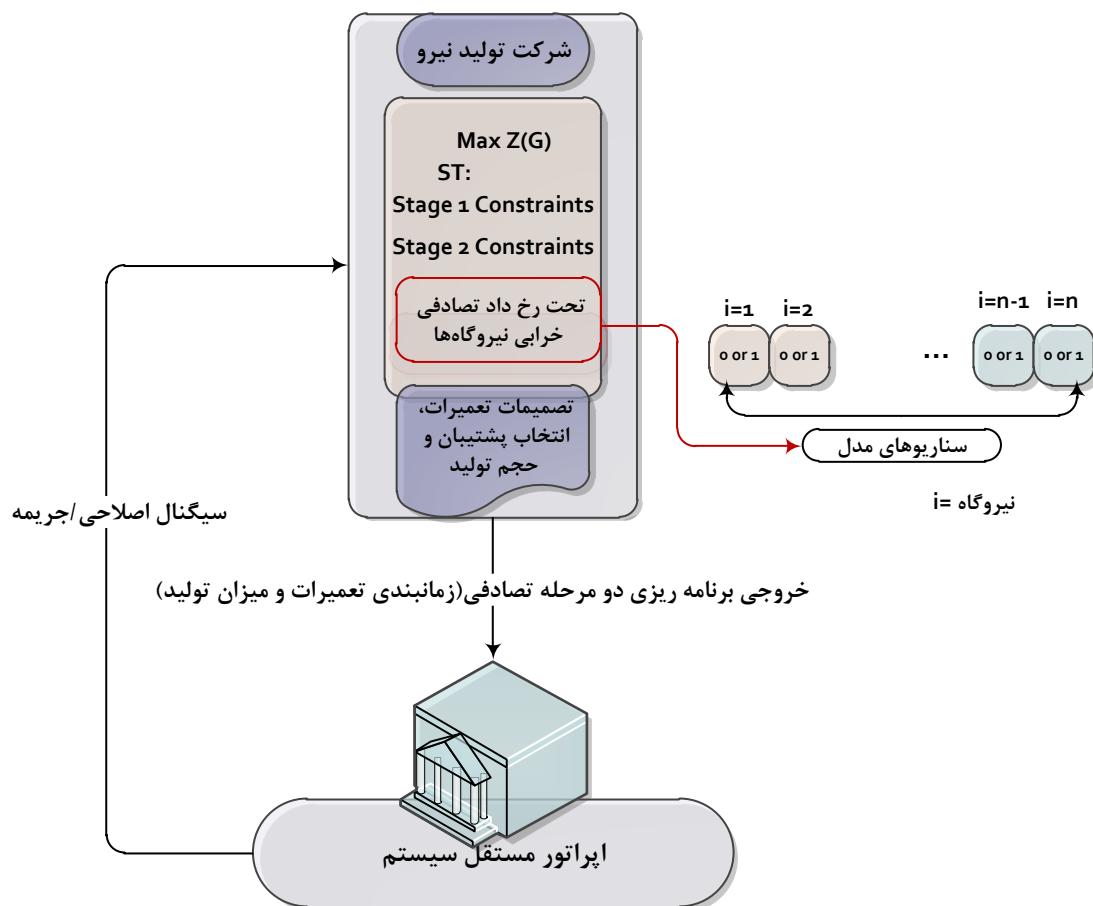 شرکت تولید نیرو
Max Z(G)
ST:
Stage 1 Constraints
Stage 2 Constraints
تحت رخ داد تصادفی
خرابی نیروگاه‌ها
تصمیمات تعمیرات،
انتخاب پشتیبان و
حجم تولید
i=1 i=2 i=n-1 i=n
0 or 1 0 or 1 ... 0 or 1 0 or 1
سناریوهای مدل
i= نیروگاه
سیگنال اصلاحی/جریمه
خروجی برنامه ریزی دو مرحله تصادفی(زمانبندی تعمیرات و میزان تولید)
اپراتور مستقل سیستم